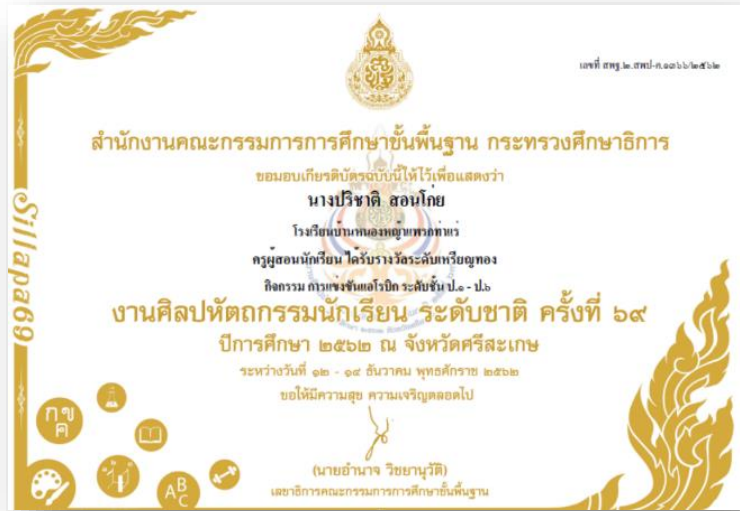 เลขที่ สพฐ.๒.สพป-ค.๑๓๖๖/๒๕๖๒
สำนักงานคณะกรรมการการศึกษาขั้นพื้นฐาน กระทรวงศึกษาธิการ
ขอมอบเกียรติบัตรฉบับนี้ให้ไว้เพื่อแสดงว่า
นางปริชาติ สอนโกย
โรงเรียนบ้านหนองหญ้าแพรกท่าแร่
ครูผู้สอนนักเรียน ได้รับรางวัลระดับเหรียญทอง
กิจกรรม การแข่งขันแอโรบิก ระดับชั้น ป.๑ - ป.๖
งานศิลปหัตถกรรมนักเรียน ระดับชาติ ครั้งที่ ๖๙
ปีการศึกษา ๒๕๖๒ ณ จังหวัดศรีสะเกษ
ระหว่างวันที่ ๑๒ - ๑๔ ธันวาคม พุทธศักราช ๒๕๖๒
ขอให้มีความสุข ความเจริญตลอดไป
(นายอำนาจ วิชยานุวัติ)
เลขาธิการคณะกรรมการการศึกษาขั้นพื้นฐาน
Sillapa69
กข
ค
AB
C